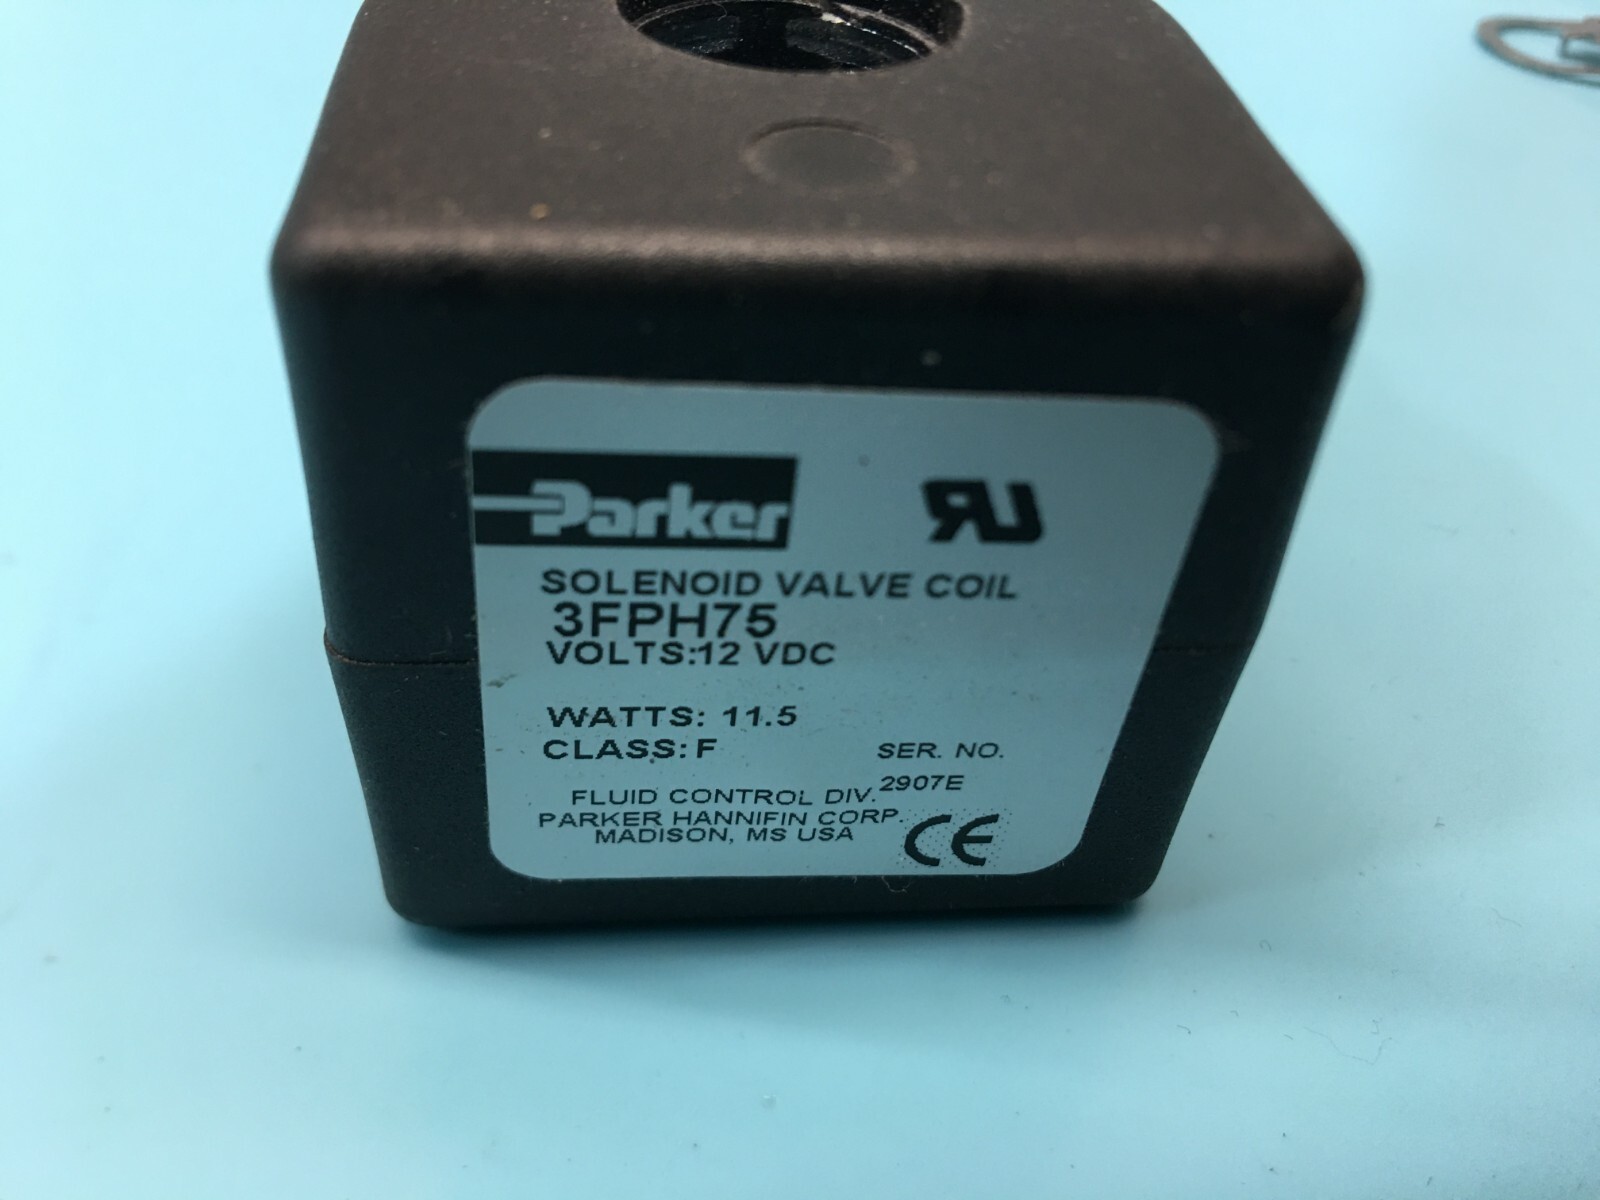 Parker
RU
SOLENOID VALVE COIL
3FPH75
VOLTS:12 VDC
WATTS: 11.5
CLASS: F
SER. NO.
2907E
FLUID CONTROL DIV.
PARKER HANNIFIN CORP.
MADISON, MS USA
CE